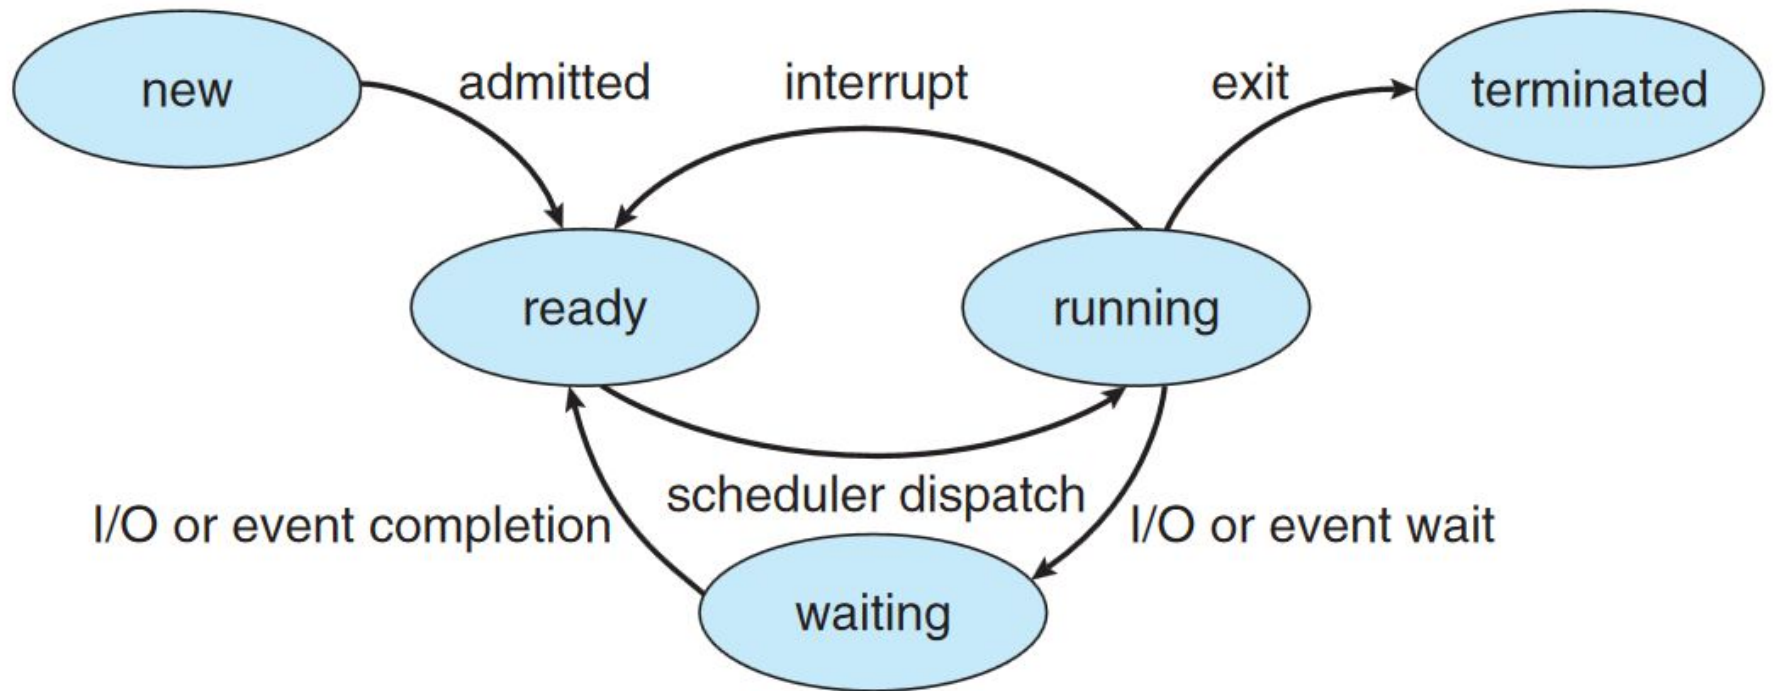 new
admitted
interrupt
exit
terminated
ready
running
scheduler dispatch
I/O or event completion
I/O or event wait
waiting